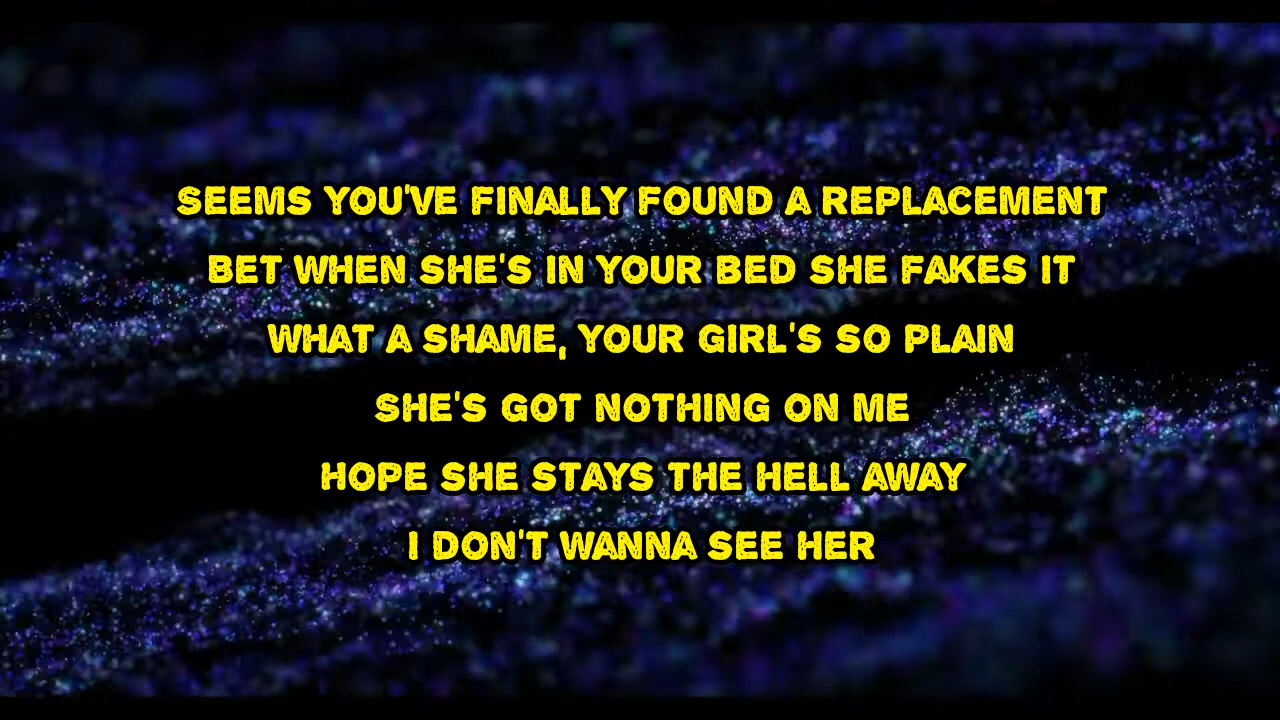 SEEMS YOU'VE FINALLY FOUND A REPLACEMENT
BET WHEN SHE'S IN YOUR BED SHE FAKES IT
WHAT A SHAME, YOUR GIRL'S SO PLAIN
SHE'S GOT NOTHING ON ME
HOPE SHE STAYS THE HELL AWAY
I DON'T WANNA SEE HER